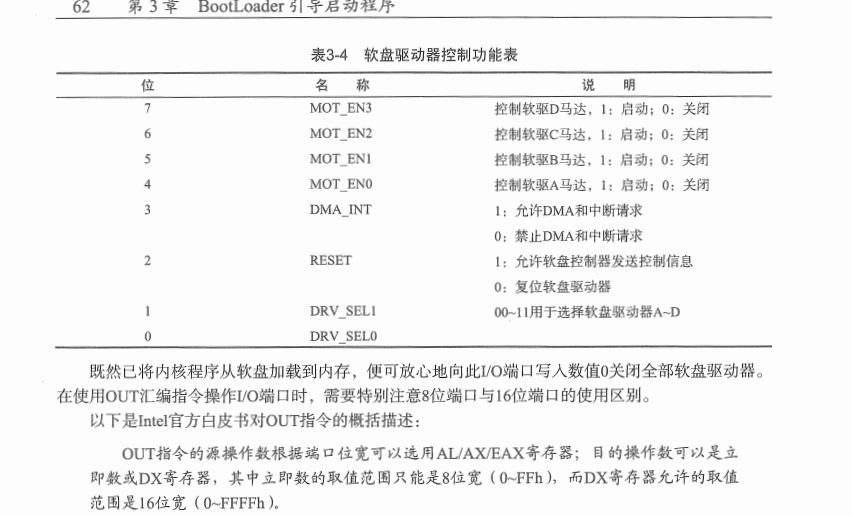 62 第 3 章 BootLoader 引导启动程序
表3-4 软盘驱动器控制功能表
位 名 称 说 明
7 MOT_EN3 控制软驱D马达，1：启动；0：关闭
6 MOT_EN2 控制软驱C马达，1：启动；0：关闭
5 MOT_EN1 控制软驱B马达，1：启动；0：关闭
4 MOT_EN0 控制软驱A马达，1：启动；0：关闭
3 DMA_INT 1：允许DMA和中断请求
0：禁止DMA和中断请求
2 RESET 1：允许软盘控制器发送控制信息
0：复位软盘驱动器
1 DRV_SEL1 00~11用于选择软盘驱动器A~D
0 DRV_SEL0
既然已将内核程序从软盘加载到内存，便可放心地向此I/O端口写入数值0关闭全部软盘驱动器。
在使用OUT汇编指令操作I/O端口时，需要特别注意8位端口与16位端口的使用区别。
以下是Intel官方白皮书对OUT指令的概括描述：
OUT指令的源操作数根据端口位宽可以选用AL/AX/EAX寄存器；目的操作数可以是立
即数或DX寄存器，其中立即数的取值范围只能是8位宽（0~FFh），而DX寄存器允许的取值
范围是16位宽（0~FFFFh）。